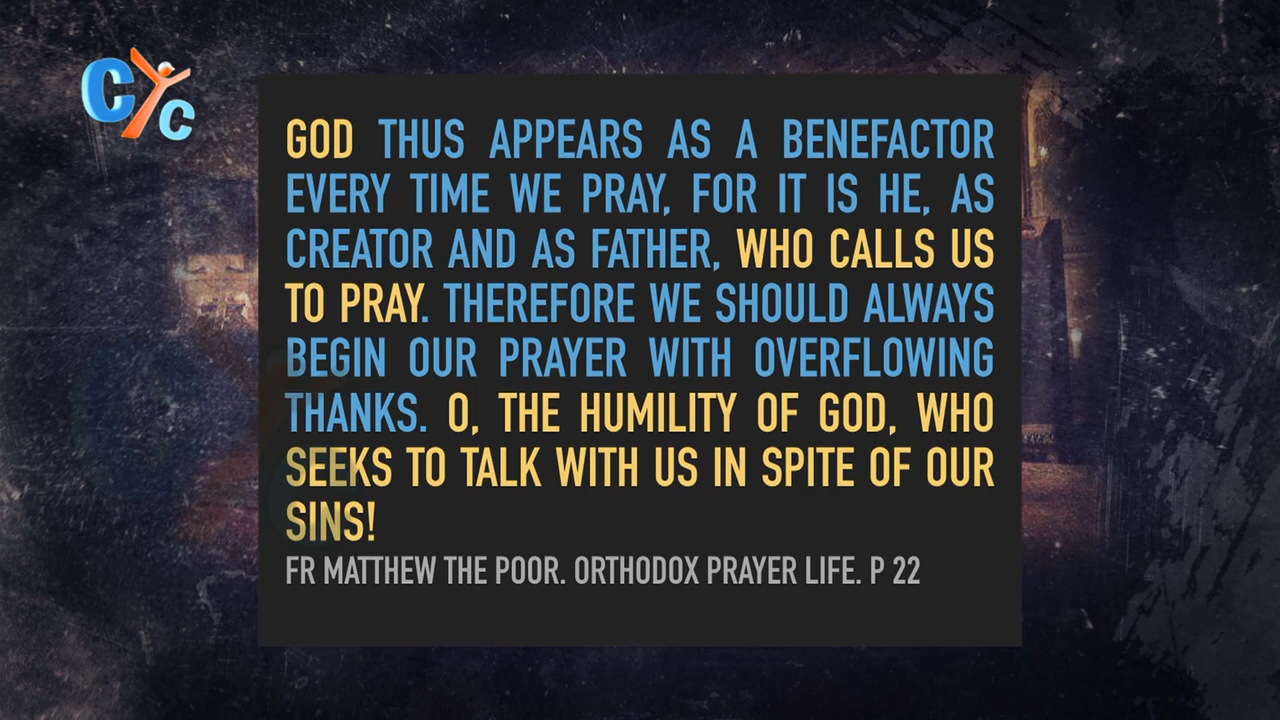 CYC
GOD THUS APPEARS AS A BENEFACTOR
EVERY TIME WE PRAY, FOR IT IS HE, AS
CREATOR AND AS FATHER, WHO CALLS US
TO PRAY. THEREFORE WE SHOULD ALWAYS
BEGIN OUR PRAYER WITH OVERFLOWING
THANKS. O, THE HUMILITY OF GOD, WHO
SEEKS TO TALK WITH US IN SPITE OF OUR
SINS!
FR MATTHEW THE POOR. ORTHODOX PRAYER LIFE. P 22